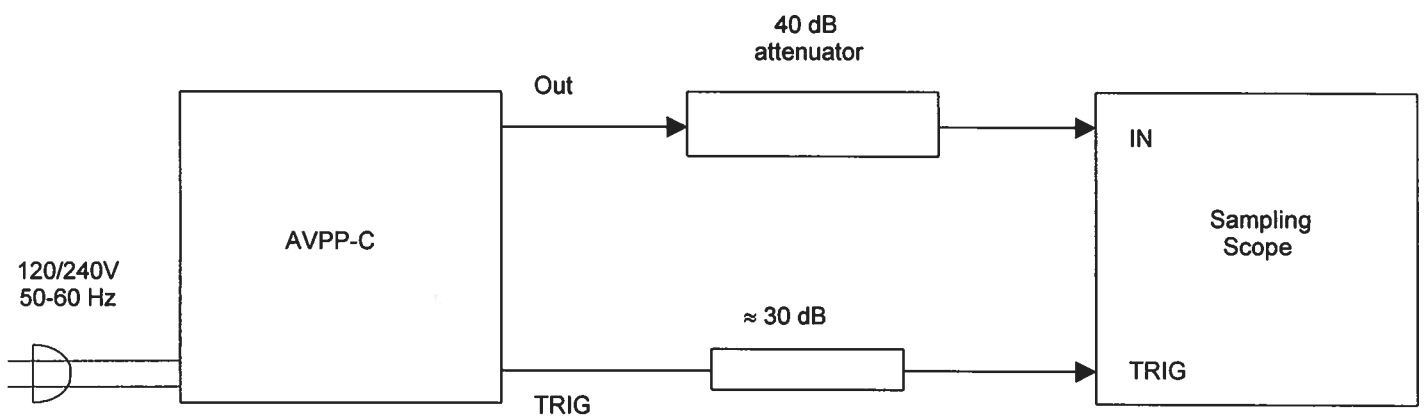 40 dB
attenuator
Out
IN
AVPP-C
Sampling
Scope
120/240V
50-60 Hz
≈ 30 dB
TRIG
TRIG